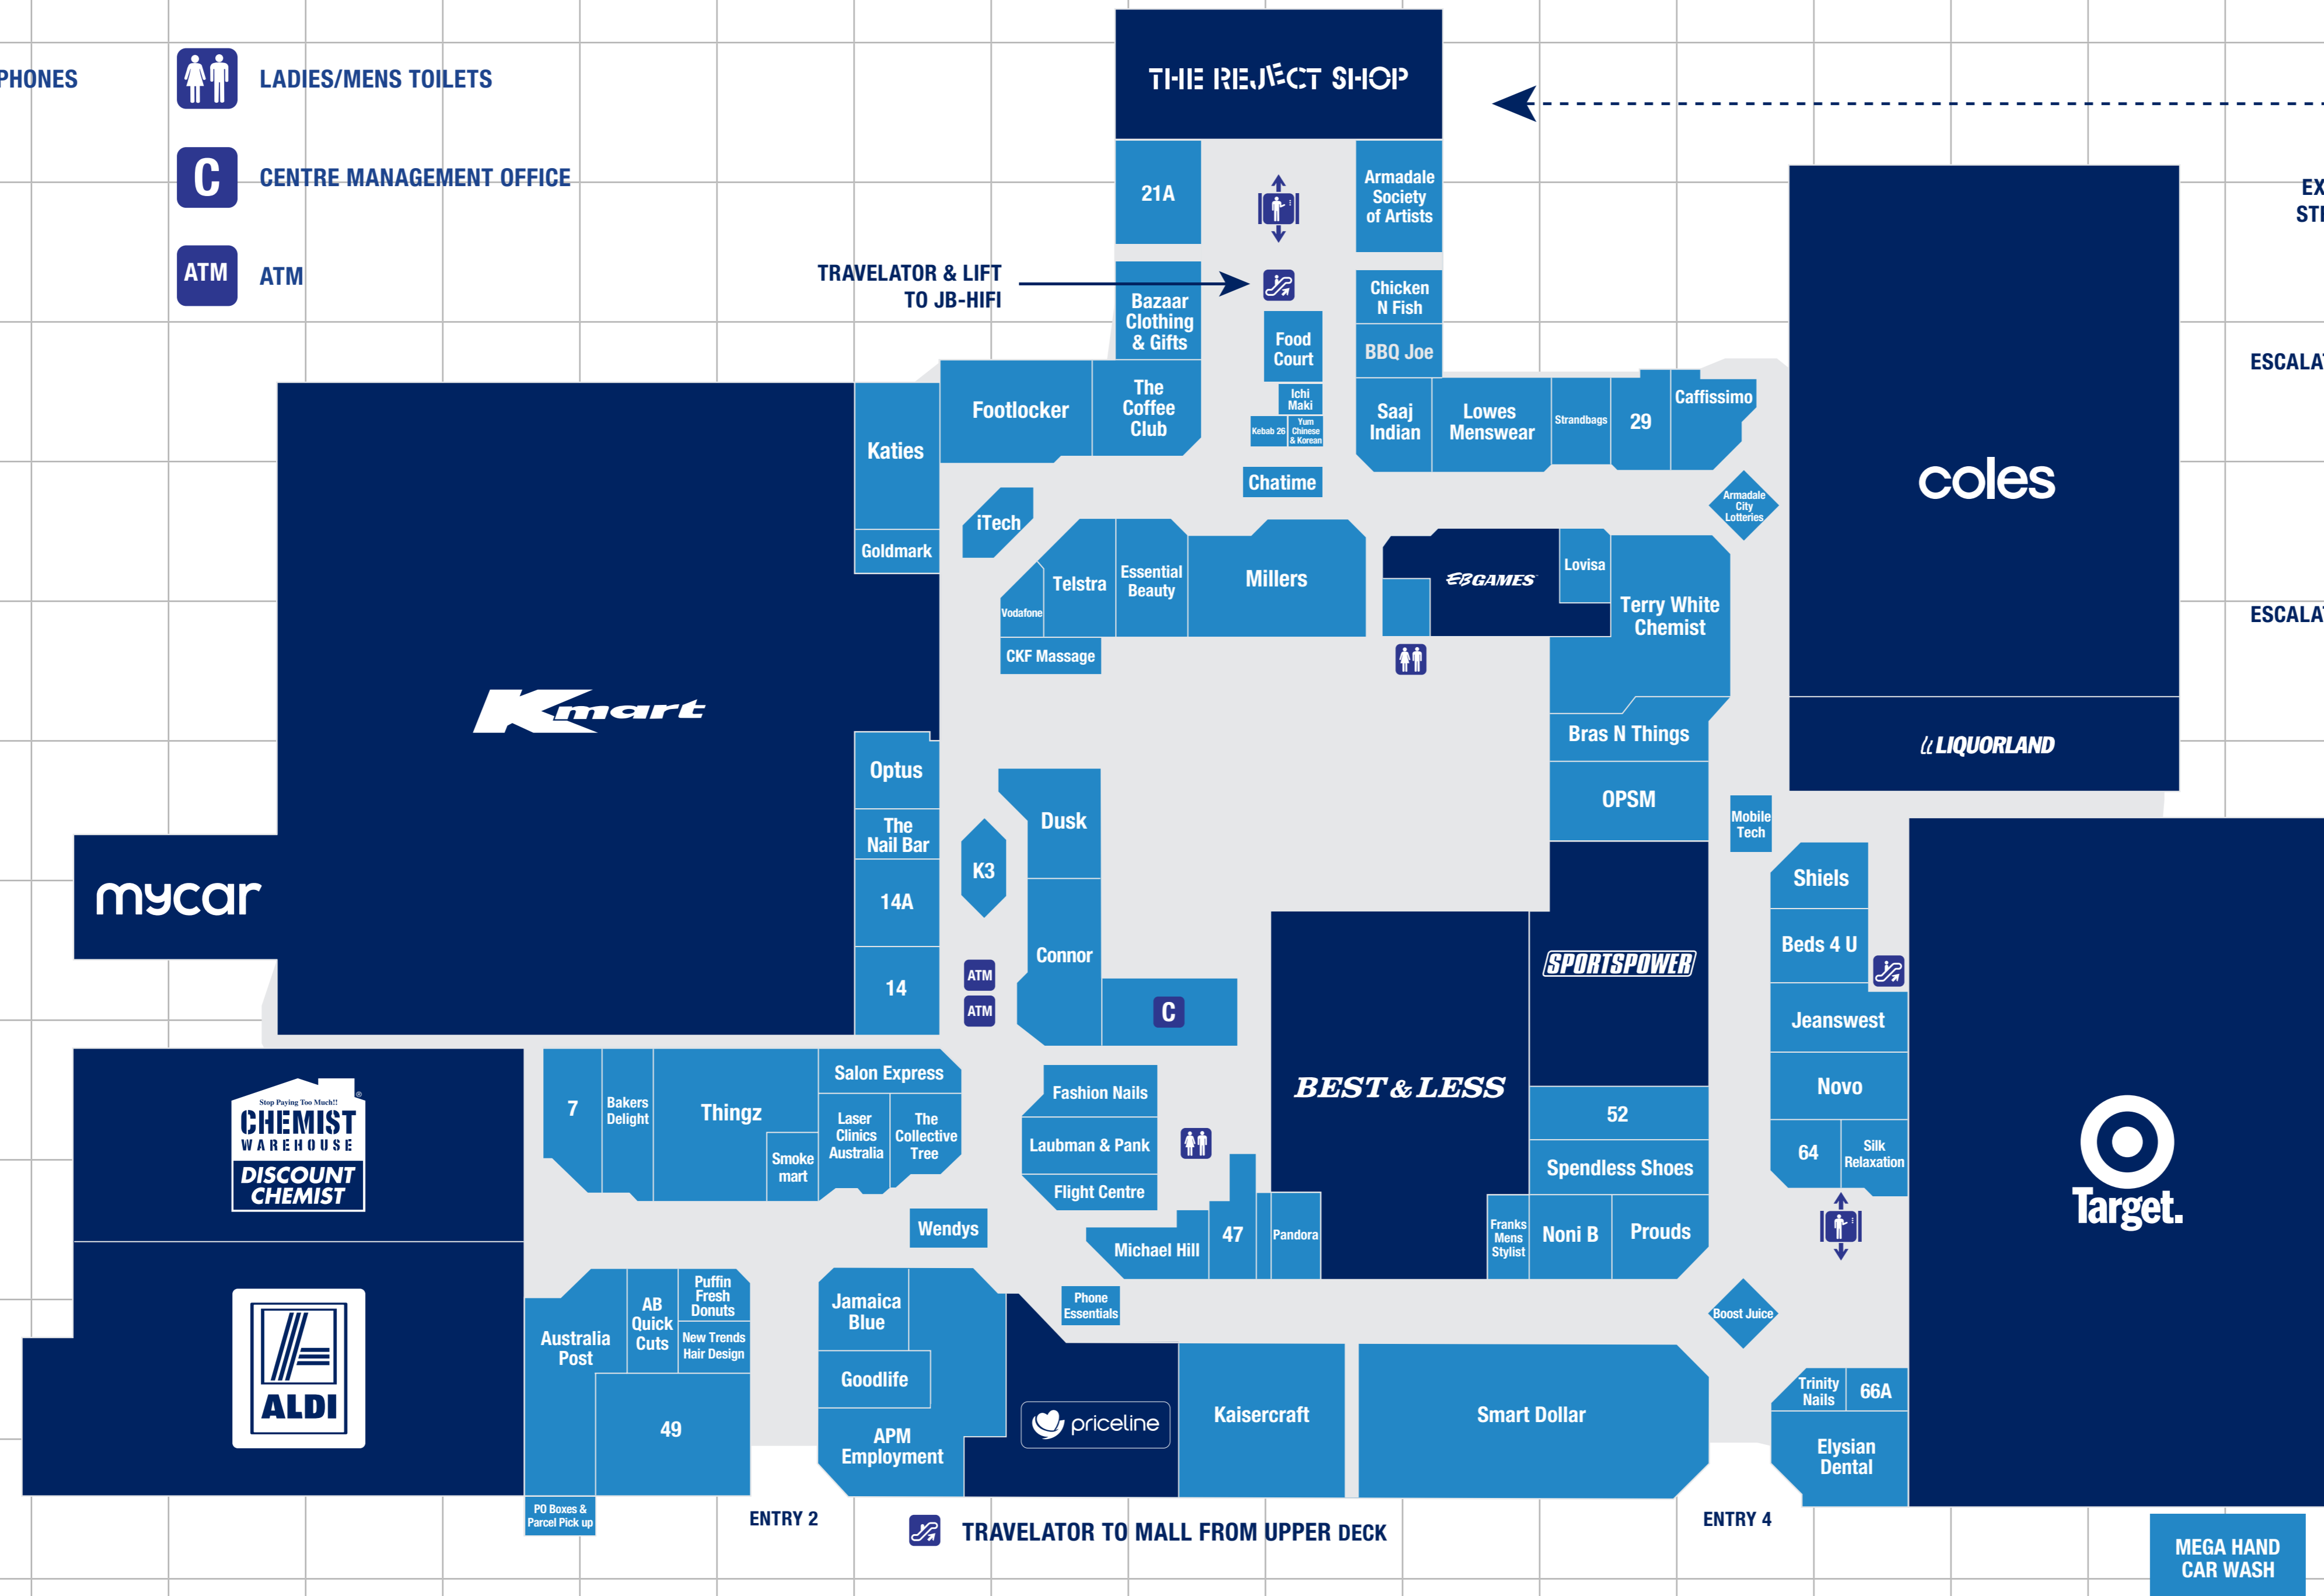 PHONES
LADIES/MENS TOILETS
C
CENTRE MANAGEMENT OFFICE
ATM
ATM
THE REJECT SHOP
21A
Armadale
Society
of Artists
TRAVELATOR & LIFT
TO JB-HIFI
Bazaar
Clothing
& Gifts
Chicken
N Fish
BBQ Joe
Food
Court
Ichi
Maki
Kebab 26
Yum
Chinese
& Korean
Chatime
Footlocker
The
Coffee
Club
Katies
Goldmark
iTech
Saaj
Indian
Lowes
Menswear
Strandbags
29
Caffissimo
Armadale
City
Lotteries
coles
LIQUORLAND
Telstra
Vodafone
Essential
Beauty
Millers
CKF Massage
EB GAMES
Lovisa
Terry White
Chemist
Bras N Things
OPSM
Mobile
Tech
Kmart
mycar
Optus
The
Nail Bar
14A
14
K3
ATM
ATM
Dusk
Connor
C
SPORTSPOWER
BEST & LESS
52
Spendless Shoes
Franks
Mens
Stylist
Noni B
Prouds
Shiels
Beds 4 U
Jeanswest
Novo
64
Silk
Relaxation
Target.
Stop Paying Too Much!!
®
CHEMIST
WAREHOUSE
DISCOUNT
CHEMIST
ALDI
7
Bakers
Delight
Thingz
Smoke
mart
Salon Express
Laser
Clinics
Australia
The
Collective
Tree
Fashion Nails
Laubman & Pank
Flight Centre
Wendys
Michael Hill
47
Pandora
Phone
Essentials
Boost Juice
Australia
Post
AB
Quick
Cuts
Puffin
Fresh
Donuts
New Trends
Hair Design
49
PO Boxes &
Parcel Pick up
Jamaica
Blue
Goodlife
APM
Employment
priceline
Kaisercraft
Smart Dollar
Trinity
Nails
66A
Elysian
Dental
ENTRY 2
TRAVELATOR TO MALL FROM UPPER DECK
ENTRY 4
MEGA HAND
CAR WASH
EX
ST
ESCALA
ESCALA